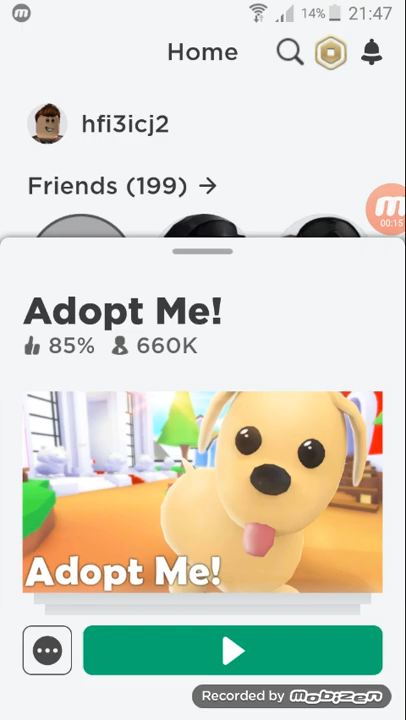 14% 21:47
Home
hfi3icj2
Friends (199) →
00:15
Adopt Me!
85% 660K
Adopt Me!
Recorded by mobizen